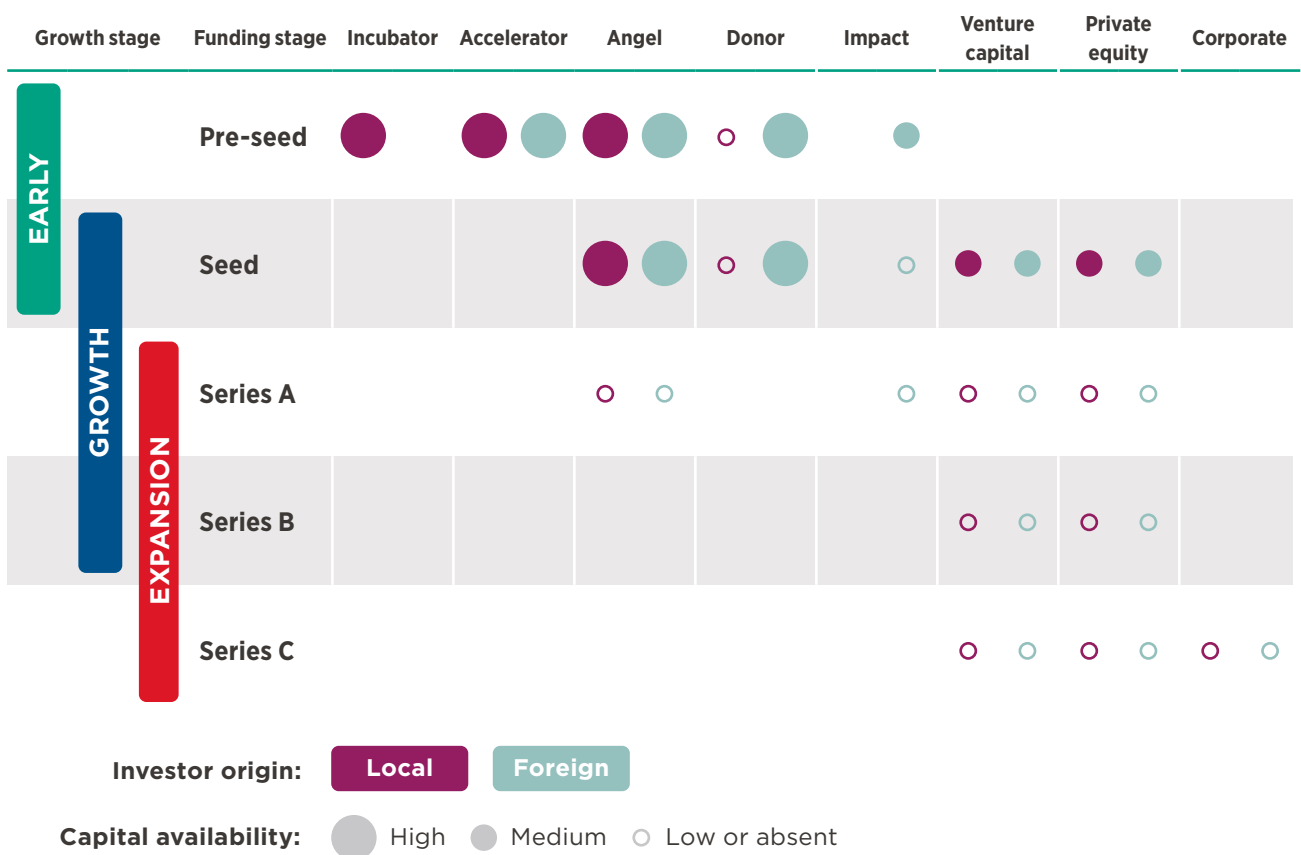 Growth stage Funding stage Incubator Accelerator Angel Donor Impact Venture capital Private equity Corporate
EARLY
GROWTH
EXPANSION
Pre-seed
Seed
Series A
Series B
Series C
Investor origin: Local Foreign
Capital availability: High Medium Low or absent